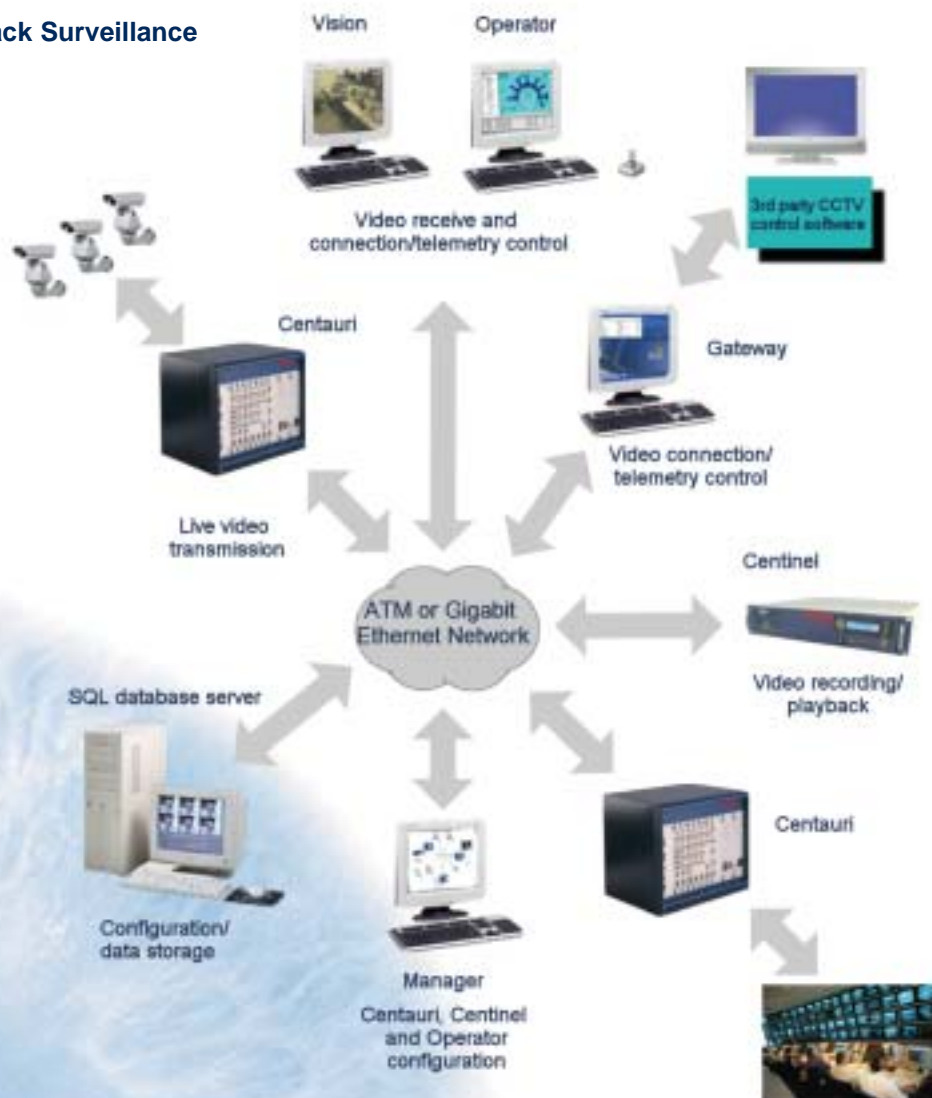 ack Surveillance
Vision
Operator
3rd party CCTV
control software
Video receive and
connection/telemetry control
Centauri
Gateway
Video connection/
telemetry control
Live video
transmission
Centinel
ATM or Gigabit
Ethernet Network
Video recording/
playback
SQL database server
Centauri
Configuration/
data storage
Manager
Centauri, Centinel
and Operator
configuration